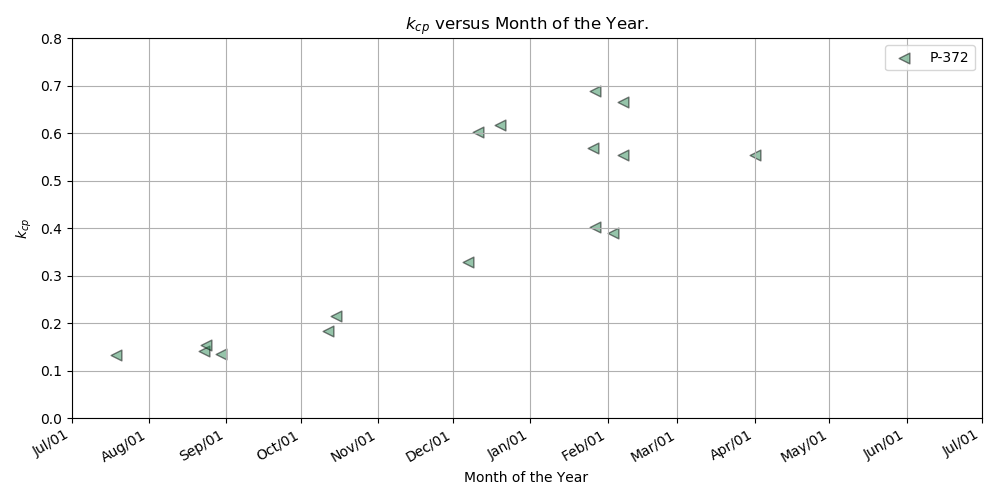 k_cp versus Month of the Year.
P-372
0.8
0.7
0.6
0.5
0.4
0.3
0.2
0.1
0.0
k_cp
Jul/01 Aug/01 Sep/01 Oct/01 Nov/01 Dec/01 Jan/01 Feb/01 Mar/01 Apr/01 May/01 Jun/01 Jul/01
Month of the Year